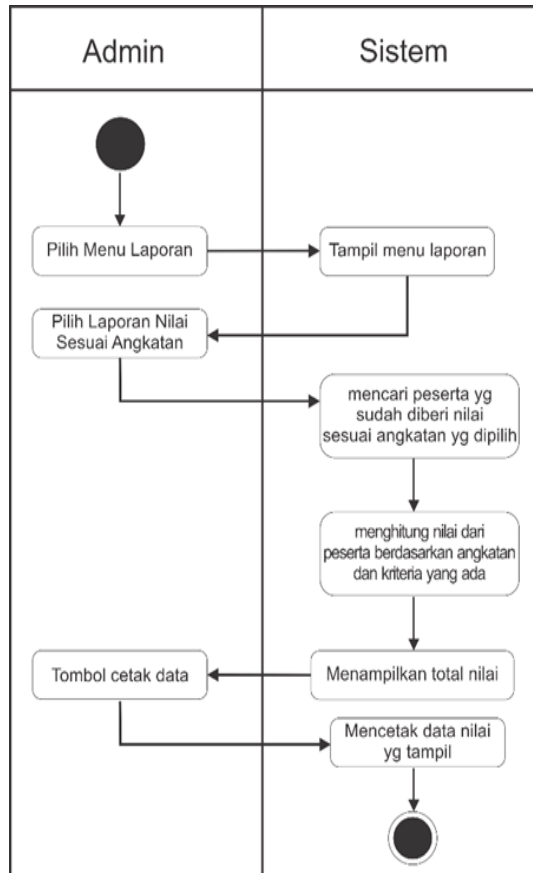 Admin
Sistem
Pilih Menu Laporan
Tampil menu laporan
Pilih Laporan Nilai
Sesuai Angkatan
mencari peserta yg
sudah diberi nilai
sesuai angkatan yg dipilih
menghitung nilai dari
peserta berdasarkan angkatan
dan kriteria yang ada
Tombol cetak data
Menampilkan total nilai
Mencetak data nilai
yg tampil